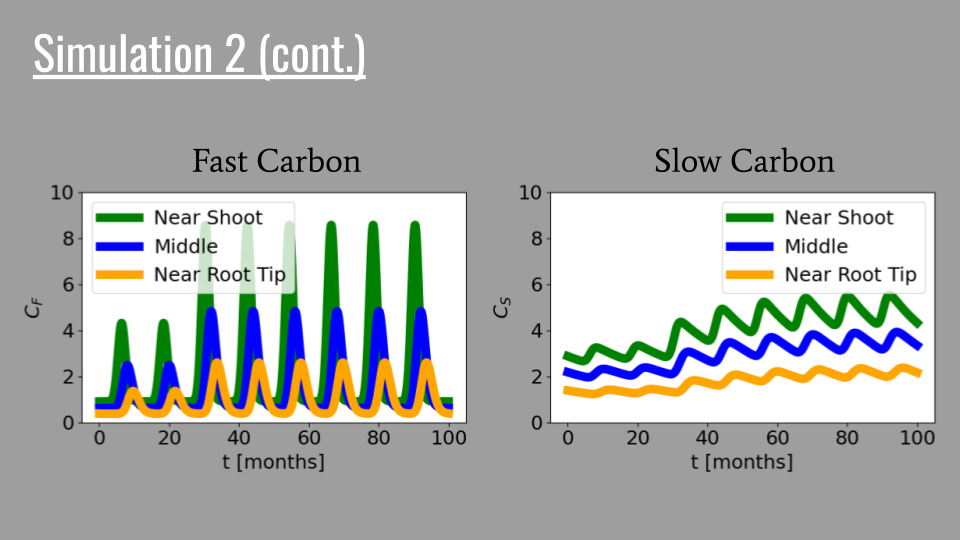 Simulation 2 (cont.)
Fast Carbon
10
8
6
4
2
0
C_F
Near Shoot
Middle
Near Root Tip
0 20 40 60 80 100
t [months]
Slow Carbon
10
8
6
4
2
0
C_S
Near Shoot
Middle
Near Root Tip
0 20 40 60 80 100
t [months]